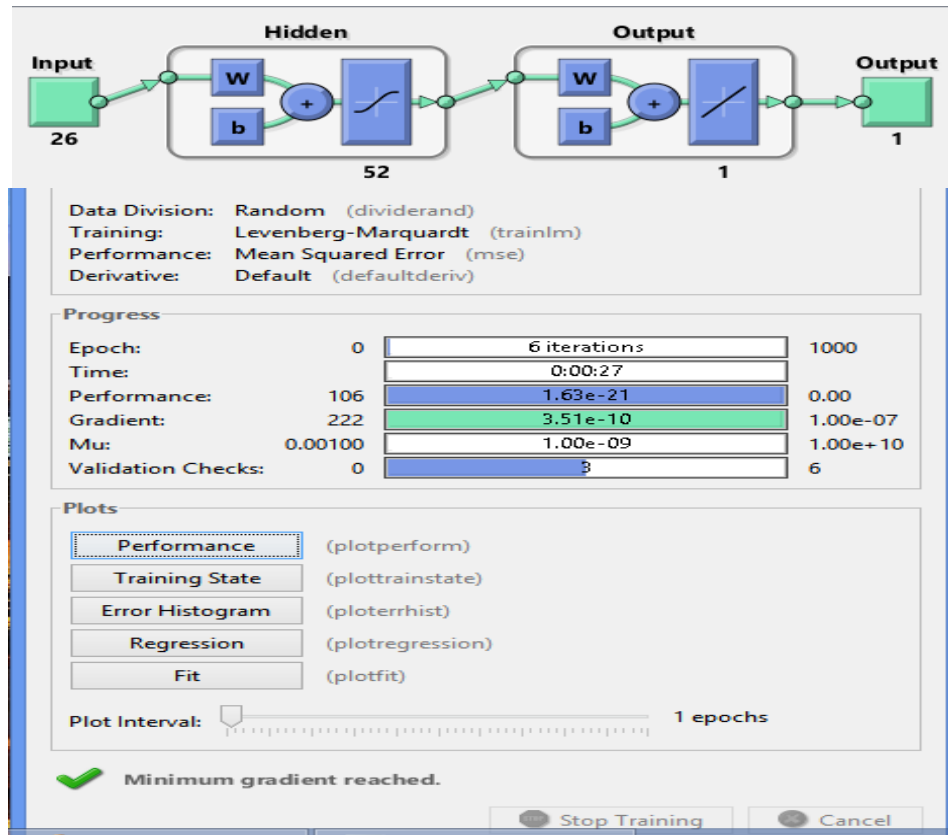 Hidden Output
Input Output
W b + W b +
26 52 1 1
Data Division: Random (dividerand)
Training: Levenberg-Marquardt (trainlm)
Performance: Mean Squared Error (mse)
Derivative: Default (defaultderiv)
Progress
Epoch: 0 6 iterations 1000
Time: 0:00:27
Performance: 106 1.63e-21 0.00
Gradient: 222 3.51e-10 1.00e-07
Mu: 0.00100 1.00e-09 1.00e+10
Validation Checks: 0 3 6
Plots
Performance (plotperform)
Training State (plottrainstate)
Error Histogram (ploterrhist)
Regression (plotregression)
Fit (plotfit)
Plot Interval: 1 epochs
Minimum gradient reached.
Stop Training Cancel